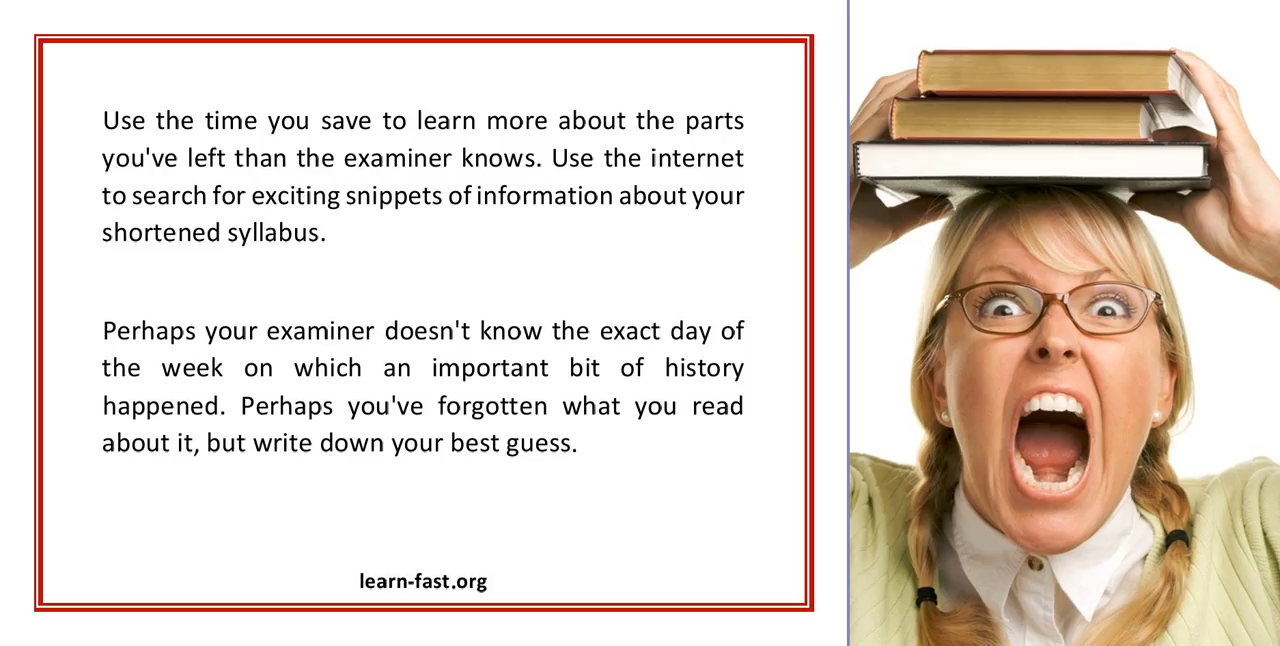 Use the time you save to learn more about the parts
you've left than the examiner knows. Use the internet
to search for exciting snippets of information about your
shortened syllabus.
Perhaps your examiner doesn't know the exact day of
the week on which an important bit of history
happened. Perhaps you've forgotten what you read
about it, but write down your best guess.
learn-fast.org